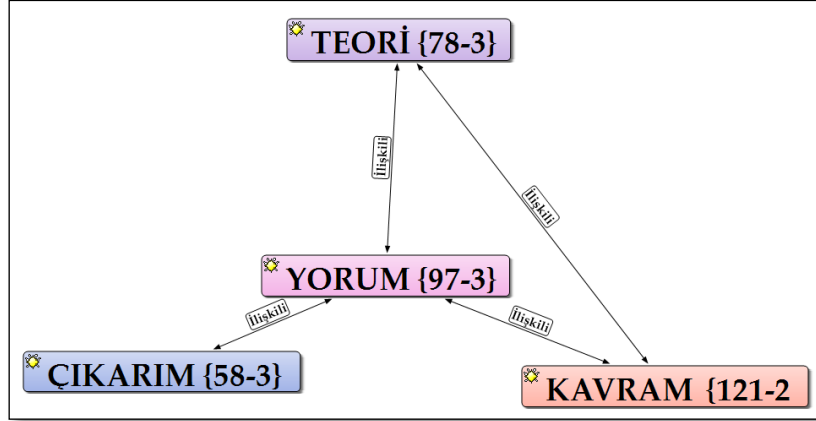 TEORİ {78-3}
İlişkili
İlişkili
YORUM {97-3}
İlişkili
İlişkili
ÇIKARIM {58-3}
KAVRAM {121-2